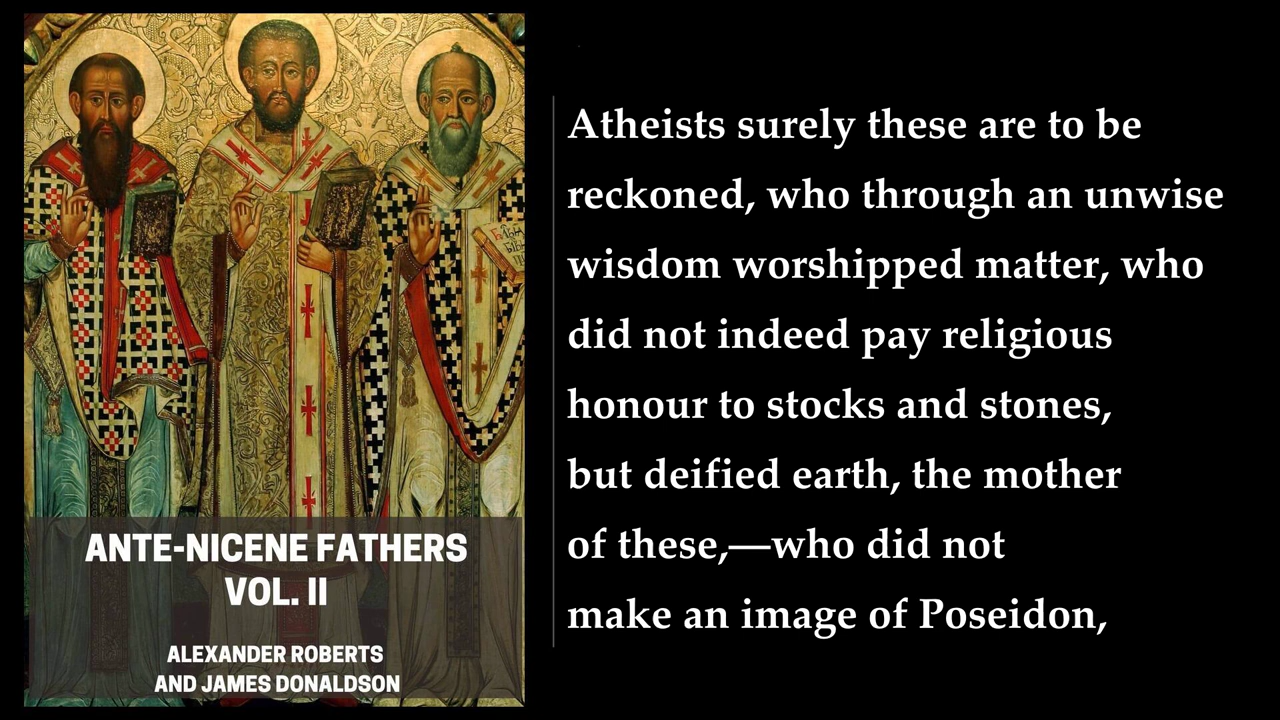 ANTE-NICENE FATHERS
VOL. II
ALEXANDER ROBERTS
AND JAMES DONALDSON
Atheists surely these are to be
reckoned, who through an unwise
wisdom worshipped matter, who
did not indeed pay religious
honour to stocks and stones,
but deified earth, the mother
of these,—who did not
make an image of Poseidon,